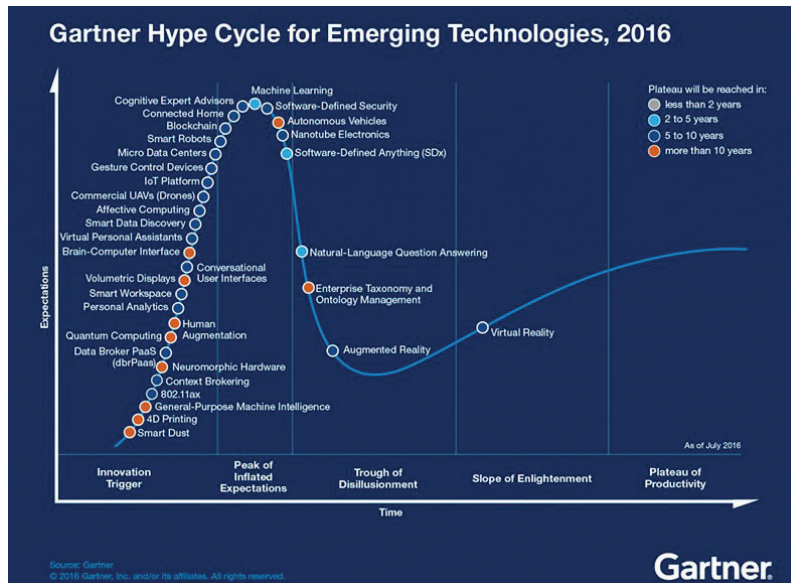 Gartner Hype Cycle for Emerging Technologies, 2016
Plateau will be reached in:
less than 2 years
2 to 5 years
5 to 10 years
more than 10 years
Expectations
Machine Learning
Cognitive Expert Advisors
Software-Defined Security
Connected Home
Autonomous Vehicles
Blockchain
Nanotube Electronics
Smart Robots
Micro Data Centers
Software-Defined Anything (SDx)
Gesture Control Devices
IoT Platform
Commercial UAVs (Drones)
Affective Computing
Smart Data Discovery
Virtual Personal Assistants
Brain-Computer Interface
Natural-Language Question Answering
Conversational
User Interfaces
Volumetric Displays
Smart Workspace
Enterprise Taxonomy and
Ontology Management
Personal Analytics
Human
Augmentation
Quantum Computing
Virtual Reality
Data Broker PaaS
(dbrPaas)
Augmented Reality
Neuromorphic Hardware
Context Brokering
802.11ax
General-Purpose Machine Intelligence
4D Printing
Smart Dust
As of July 2016
Innovation
Trigger
Peak of
Inflated
Expectations
Trough of
Disillusionment
Slope of Enlightenment
Plateau of
Productivity
Time
Source: Gartner
© 2016 Gartner, Inc. and/or its affiliates. All rights reserved.
Gartner.